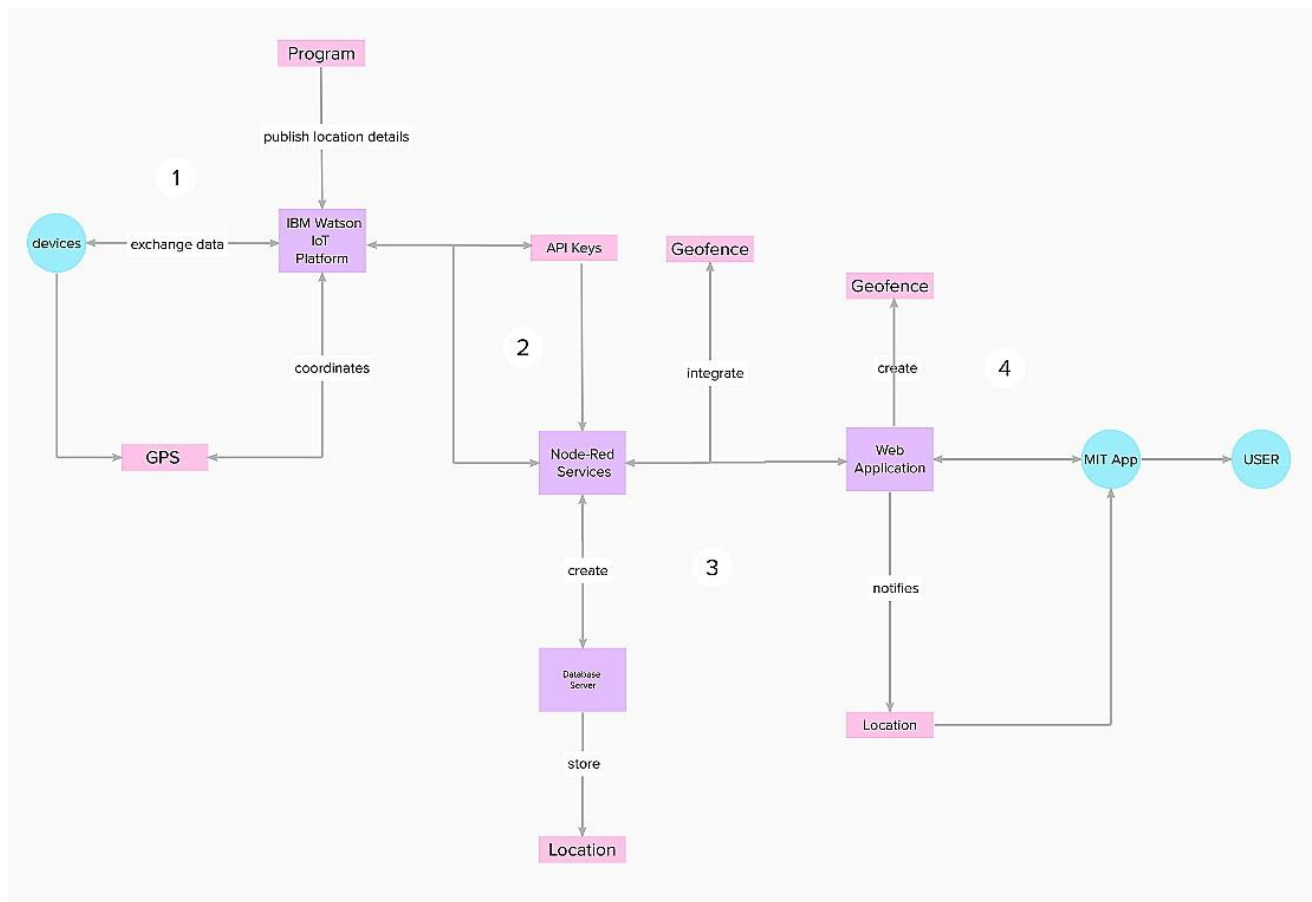 Program
publish location details
1
devices
exchange data
IBM Watson
IoT
Platform
API Keys
Geofence
Geofence
2
coordinates
integrate
create
4
GPS
Node-Red
Services
Web
Application
MIT App
USER
create
3
notifies
Database
Server
Location
store
Location